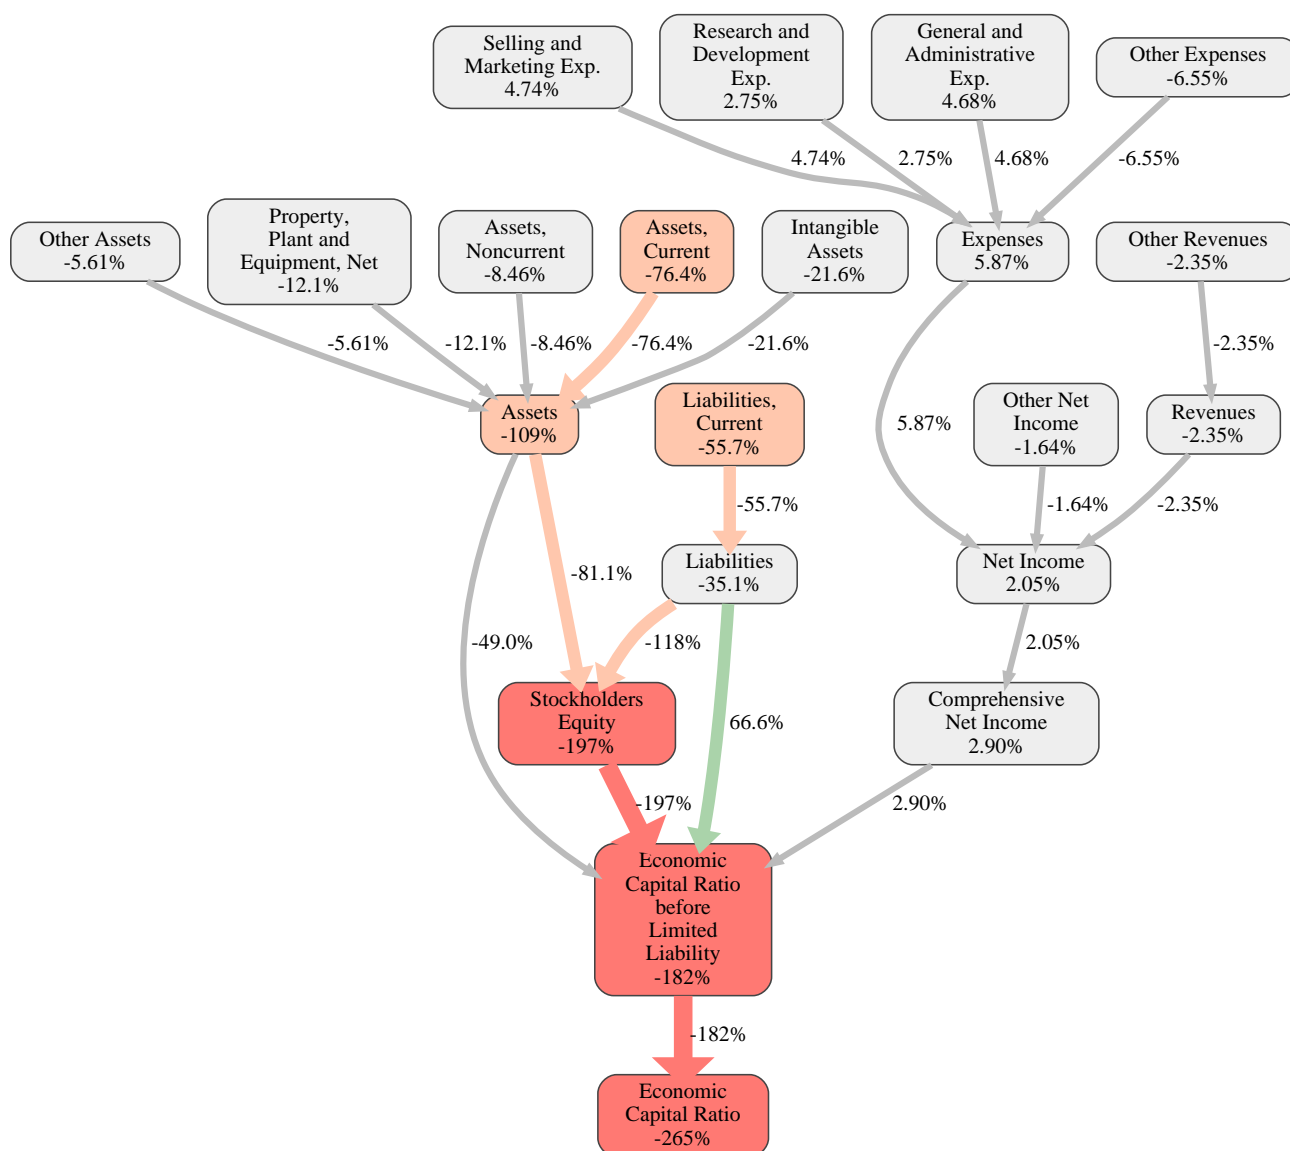 Selling and
Marketing Exp.
4.74%
Research and
Development
Exp.
2.75%
General and
Administrative
Exp.
4.68%
Other Expenses
-6.55%
4.74%
2.75%
4.68%
-6.55%
Other Assets
-5.61%
Property,
Plant and
Equipment, Net
-12.1%
Assets,
Noncurrent
-8.46%
Assets,
Current
-76.4%
Intangible
Assets
-21.6%
Expenses
5.87%
Other Revenues
-2.35%
-5.61%
-12.1%
-8.46%
-76.4%
-21.6%
-2.35%
Assets
-109%
Liabilities,
Current
-55.7%
5.87%
Other Net
Income
-1.64%
Revenues
-2.35%
-55.7%
-1.64%
-2.35%
-81.1%
Liabilities
-35.1%
Net Income
2.05%
-49.0%
-118%
2.05%
Stockholders
Equity
-197%
66.6%
Comprehensive
Net Income
2.90%
-197%
2.90%
Economic
Capital Ratio
before
Limited
Liability
-182%
-182%
Economic
Capital Ratio
-265%